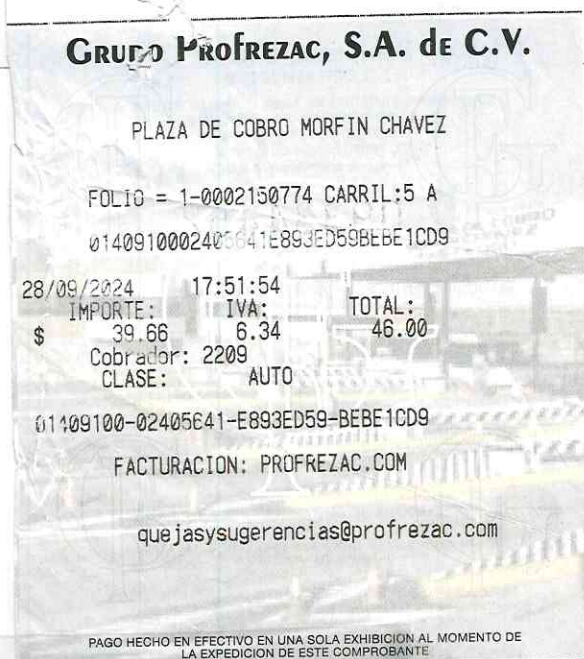 GRUPO PROFREZAC, S.A. DE C.V.
PLAZA DE COBRO MORFIN CHAVEZ
FOLIO = 1-0002150774 CARRIL:5 A
0140910002405641E893ED59BEBE1CD9
28/09/2024 17:51:54
IMPORTE: IVA: TOTAL:
$ 39.66 6.34 46.00
Cobrador: 2209
CLASE: AUTO
01409100-02405641-E893ED59-BEBE1CD9
FACTURACION: PROFREZAC.COM
quejasysugerencias@profrezac.com
PAGO HECHO EN EFECTIVO EN UNA SOLA EXHIBICION AL MOMENTO DE
LA EXPEDICION DE ESTE COMPROBANTE